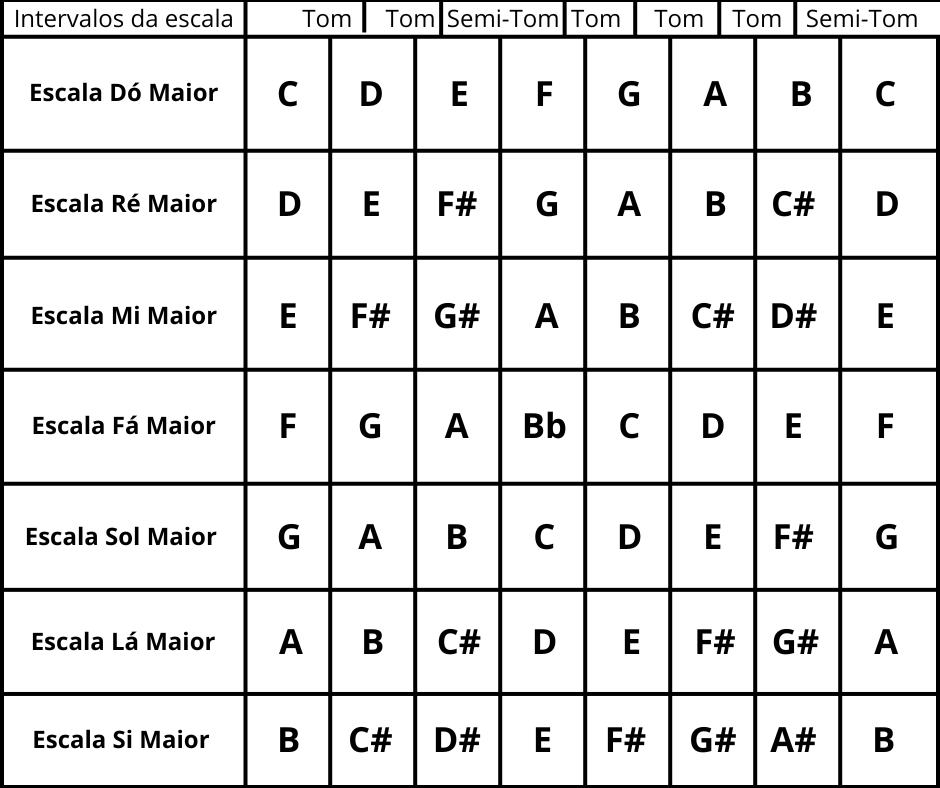 Intervalos da escala Tom Tom Semi-Tom Tom Tom Tom Semi-Tom
Escala Dó Maior C D E F G A B C
Escala Ré Maior D E F# G A B C# D
Escala Mi Maior E F# G# A B C# D# E
Escala Fá Maior F G A Bb C D E F
Escala Sol Maior G A B C D E F# G
Escala Lá Maior A B C# D E F# G# A
Escala Si Maior B C# D# E F# G# A# B